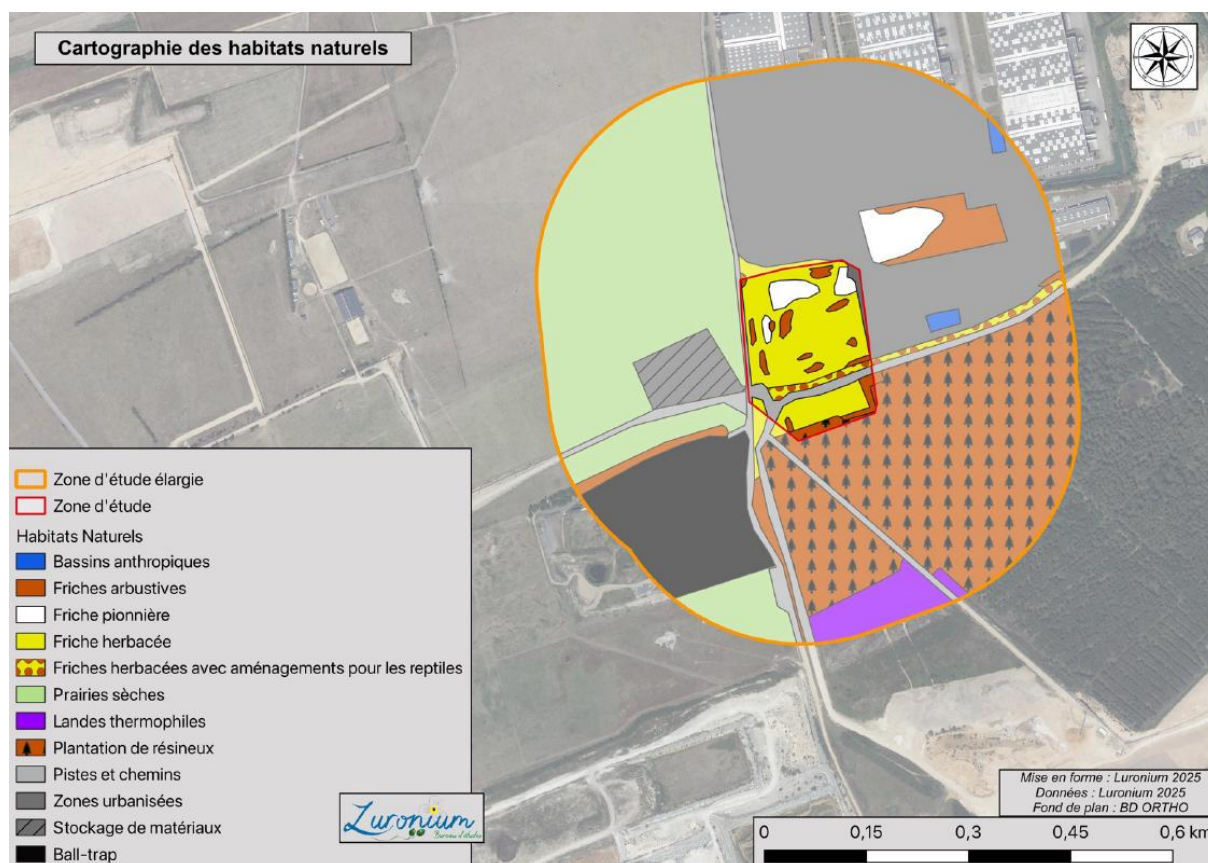 Cartographie des habitats naturels
Zone d'étude élargie
Zone d'étude
Habitats Naturels
Bassins anthropiques
Friches arbustives
Friche pionnière
Friche herbacée
Friches herbacées avec aménagements pour les reptiles
Prairies sèches
Landes thermophiles
Plantation de résineux
Pistes et chemins
Zones urbanisées
Stockage de matériaux
Ball-trap
Luronium
Bureau d'études
Mise en forme : Luronium 2025
Données : Luronium 2025
Fond de plan : BD ORTHO
0 0,15 0,3 0,45 0,6 km